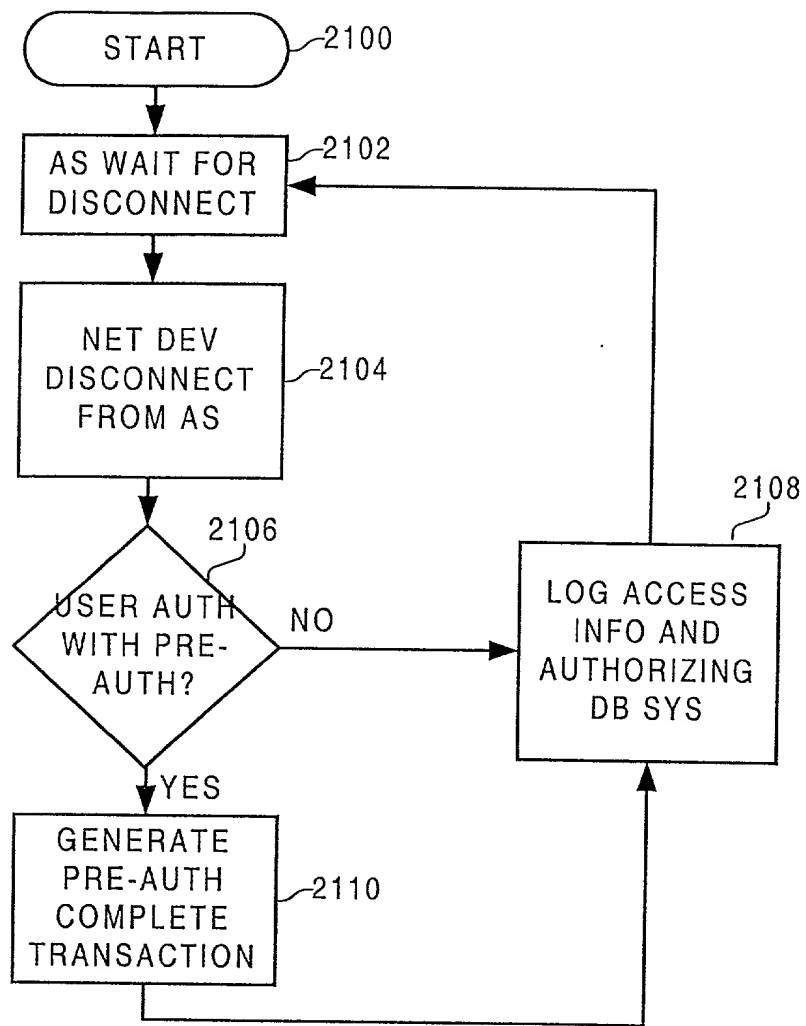 START
2100
AS WAIT FOR
DISCONNECT
2102
NET DEV
DISCONNECT
FROM AS
2104
2106
USER AUTH
WITH PRE-
AUTH?
NO
2108
LOG ACCESS
INFO AND
AUTHORIZING
DB SYS
YES
GENERATE
PRE-AUTH
COMPLETE
TRANSACTION
2110